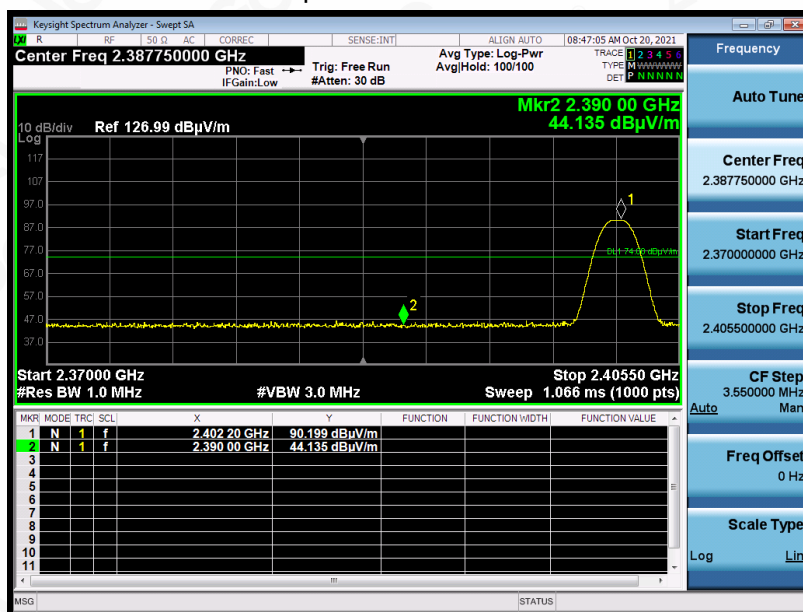 Keysight Spectrum Analyzer - Swept SA
LXI R RF 50 Ω AC CORREC SENSE:INT ALIGN AUTO 08:47:05 AM Oct 20, 2021
Center Freq 2.387750000 GHz
PNO: Fast
IFGain:Low
Trig: Free Run
#Atten: 30 dB
Avg Type: Log-Pwr
Avg|Hold: 100/100
TRACE 1 2 3 4 5 6
TYPE M WWWWW
DET P N N N N N
Mkr2 2.390 00 GHz
44.135 dBµV/m
10 dB/div Ref 126.99 dBµV/m
Log
117
107
97.0
87.0
77.0
67.0
57.0
47.0
37.0
1
DL1 74.00 dBµV/m
2
Start 2.37000 GHz Stop 2.40550 GHz
#Res BW 1.0 MHz #VBW 3.0 MHz Sweep 1.066 ms (1000 pts)
MKR MODE TRC SCL X Y FUNCTION FUNCTION WIDTH FUNCTION VALUE
1 N 1 f 2.402 20 GHz 90.199 dBµV/m
2 N 1 f 2.390 00 GHz 44.135 dBµV/m
3
4
5
6
7
8
9
10
11
MSG STATUS
Frequency
Auto Tune
Center Freq
2.387750000 GHz
Start Freq
2.370000000 GHz
Stop Freq
2.405500000 GHz
CF Step
3.550000 MHz
Auto Man
Freq Offset
0 Hz
Scale Type
Log Lin